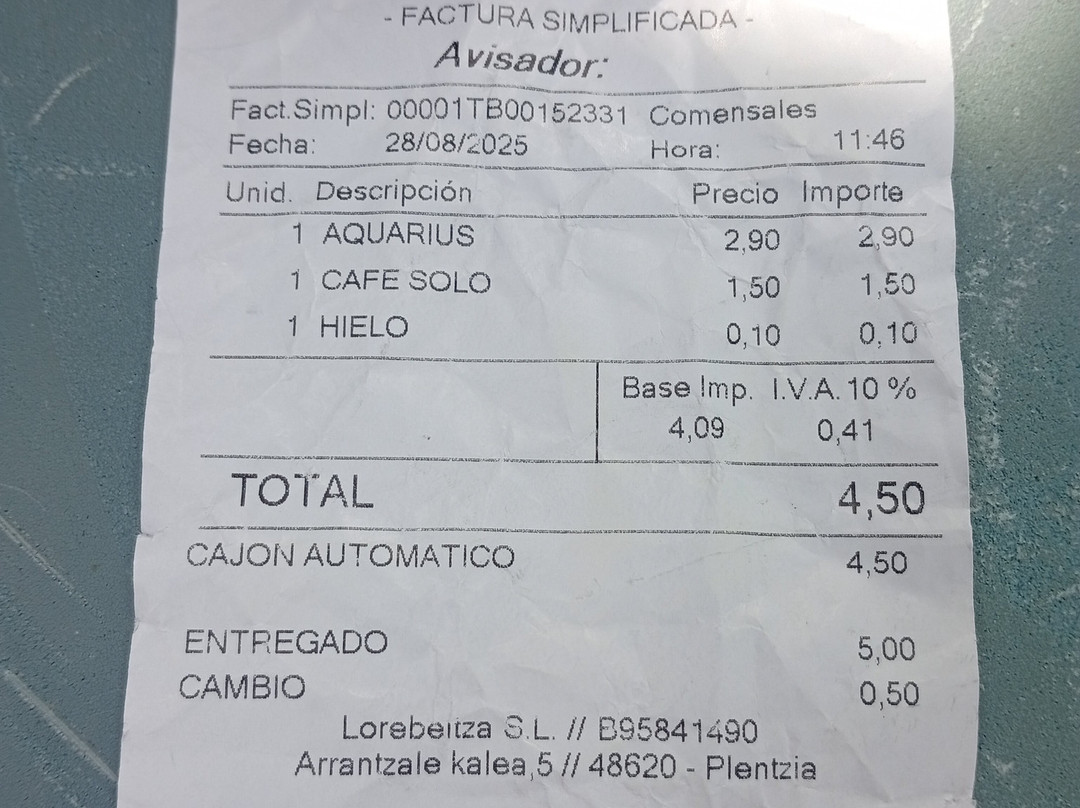 - FACTURA SIMPLIFICADA -
Avisador:
Fact.Simpl: 00001TB00152331 Comensales
Fecha: 28/08/2025 Hora: 11:46
Unid. Descripción Precio Importe
1 AQUARIUS 2,90 2,90
1 CAFE SOLO 1,50 1,50
1 HIELO 0,10 0,10
Base Imp. I.V.A. 10 %
4,09 0,41
TOTAL 4,50
CAJON AUTOMATICO 4,50
ENTREGADO 5,00
CAMBIO 0,50
Lorebeitza S.L. // B95841490
Arrantzale kalea,5 // 48620 - Plentzia